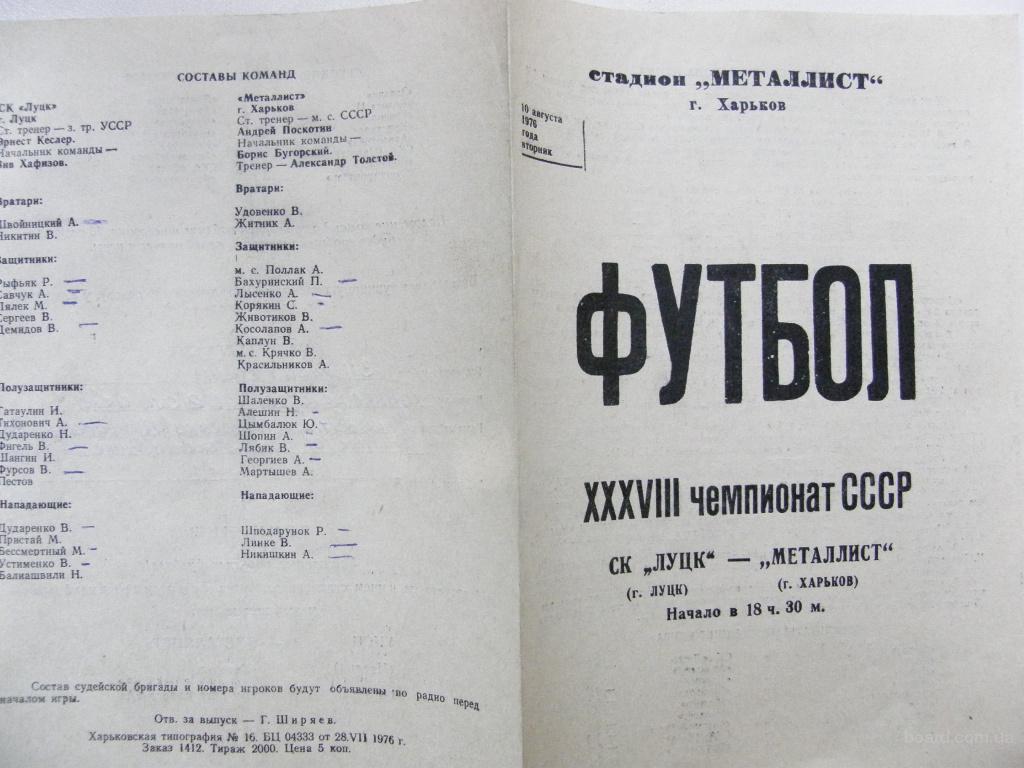 СОСТАВЫ КОМАНД
СК «Луцк»
г. Луцк
Ст. тренер — з. тр. УССР
Эрнест Кеслер.
Начальник команды —
Хафизов.
Вратари:
Швойницкий А.
Никитин В.
Защитники:
Рыфьяк Р.
Савчук А.
Лялек М.
Сергеев В.
Демидов В.
Полузащитники:
Гатаулин И.
Тихонович А.
Дударенко Н.
Фигель В.
Шангин И.
Фурсов В.
Пестов
Нападающие:
Дударенко В.
Пристай М.
Бессмертный М.
Устименко В.
Балиашвили Н.
«Металлист»
г. Харьков
Ст. тренер — м. с. СССР
Андрей Поскотин
Начальник команды —
Борис Бугорский.
Тренер — Александр Толстой.
Вратари:
Удовенко В.
Житник А.
Защитники:
м. с. Поллак А.
Бахуринский П.
Лысенко А.
Корякин С.
Животиков В.
Косолапов А.
Каплун В.
м. с. Крячко В.
Красильников А.
Полузащитники:
Шаленко В.
Алешин Н.
Цымбалюк Ю.
Шопин А.
Лябик В.
Георгиев А.
Мартышев А.
Нападающие:
Шподарунок Р.
Линке В.
Никишкин А.
Состав судейской бригады и номера игроков будут объявлены по радио перед
началом игры.
Отв. за выпуск — Г. Ширяев.
Харьковская типография № 16. БЦ 04333 от 28.VII 1976 г.
Заказ 1412. Тираж 2000. Цена 5 коп.
стадион „МЕТАЛЛИСТ“
г. Харьков
10 августа
1976
года
вторник
ФУТБОЛ
XXXVIII чемпионат СССР
СК „ЛУЦК“ — „МЕТАЛЛИСТ“
(г. ЛУЦК) (г. ХАРЬКОВ)
Начало в 18 ч. 30 м.
board.com.ua